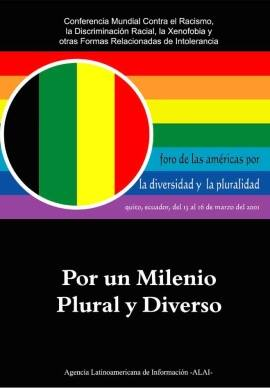 Conferencia Mundial Contra el Racismo,
la Discriminación Racial, la Xenofobia y
otras Formas Relacionadas de Intolerancia
foro de las américas por
la diversidad y la pluralidad
quito, ecuador, del 13 al 16 de marzo del 2001
Por un Milenio
Plural y Diverso
Agencia Latinoamericana de Información -ALAI-